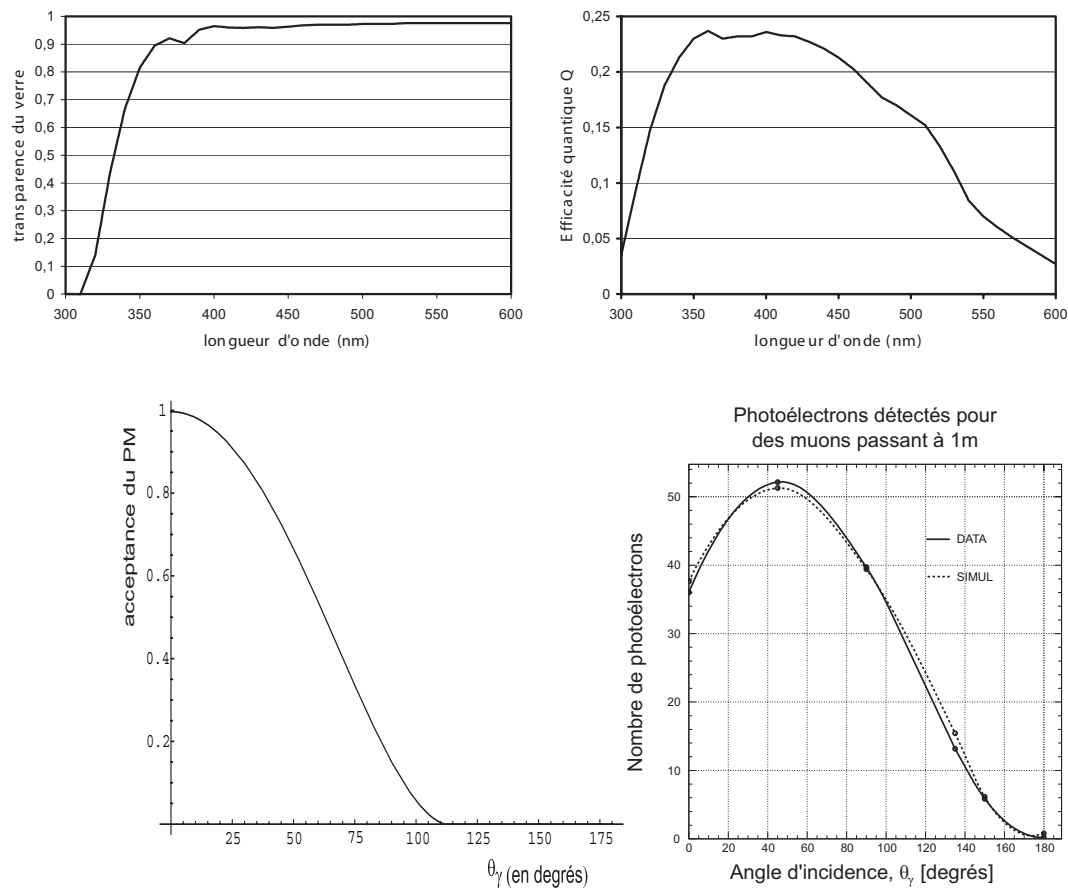 transparence du verre
1
0,9
0,8
0,7
0,6
0,5
0,4
0,3
0,2
0,1
0
300 350 400 450 500 550 600
longueur d'onde (nm)
Efficacité quantique Q
0,25
0,2
0,15
0,1
0,05
0
300 350 400 450 500 550 600
longueur d'onde (nm)
acceptance du PM
1
0.8
0.6
0.4
0.2
25 50 75 100 125 150 175
θγ (en degrés)
Photoélectrons détectés pour
des muons passant à 1m
Nombre de photoélectrons
50
40
30
20
10
0
DATA
SIMUL
0 20 40 60 80 100 120 140 160 180
Angle d'incidence, θγ [degrés]